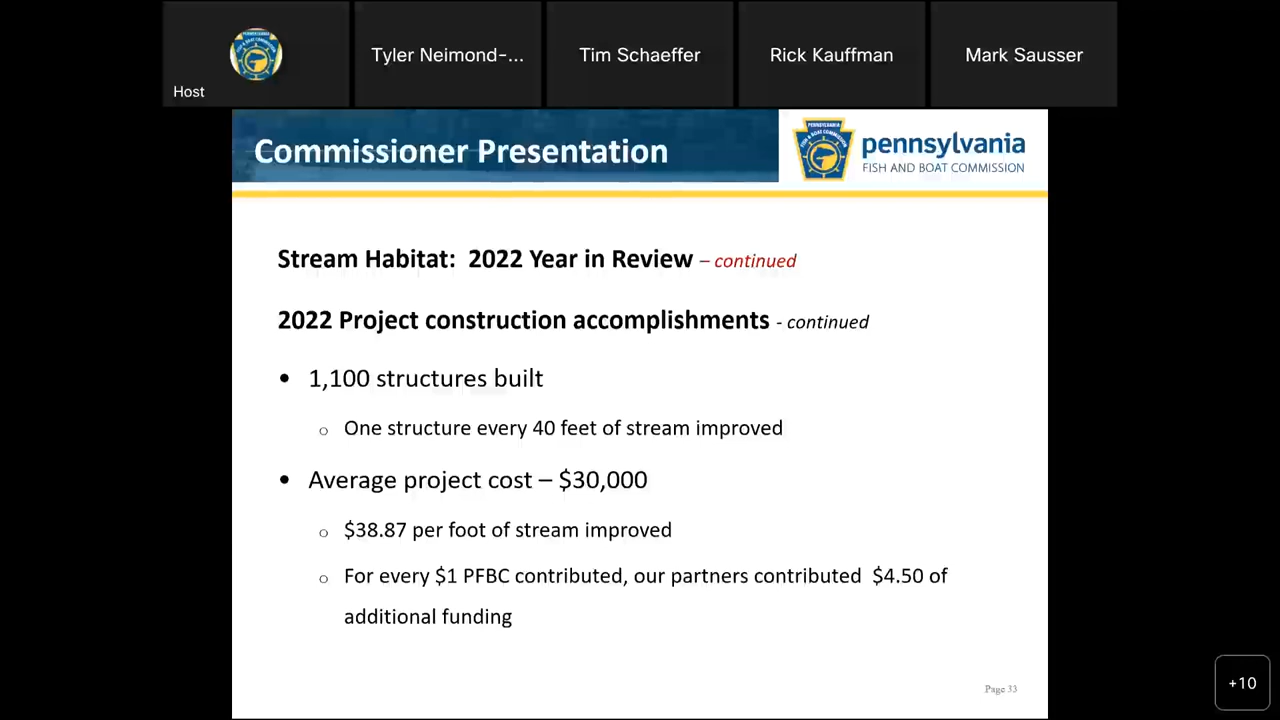 Host
Tyler Neimond-...
Tim Schaeffer
Rick Kauffman
Mark Sausser
Commissioner Presentation
pennsylvania
FISH AND BOAT COMMISSION
Stream Habitat: 2022 Year in Review – continued
2022 Project construction accomplishments - continued
• 1,100 structures built
o One structure every 40 feet of stream improved
• Average project cost – $30,000
o $38.87 per foot of stream improved
o For every $1 PFBC contributed, our partners contributed $4.50 of
additional funding
Page 33
+10